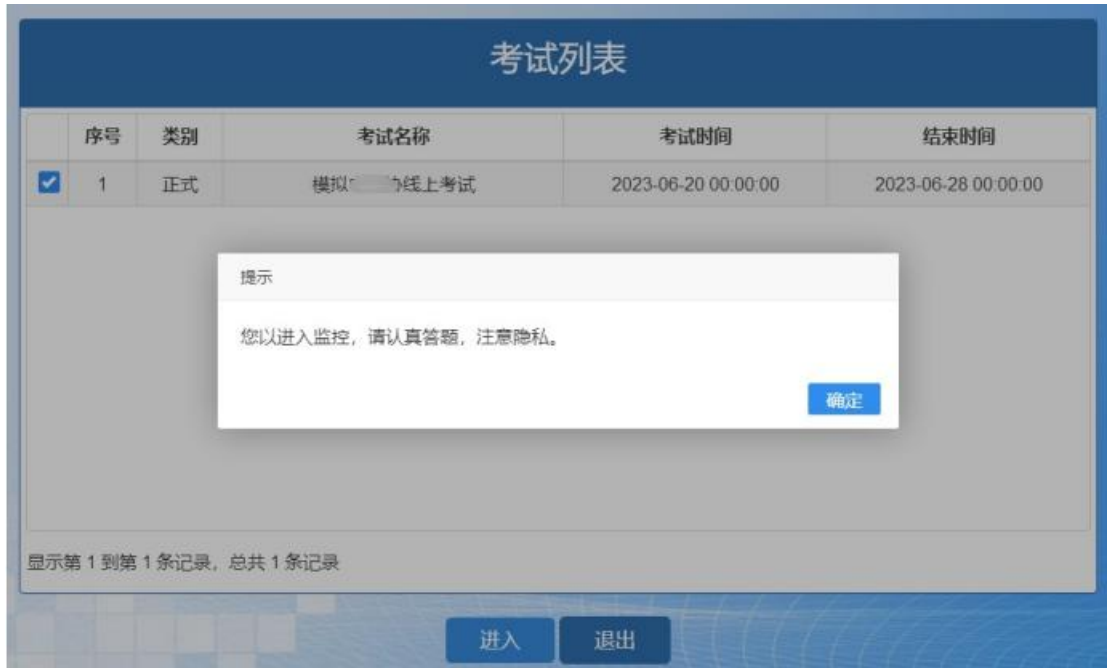 考试列表
序号 类别 考试名称 考试时间 结束时间
1 正式 模拟 线上考试 2023-06-20 00:00:00 2023-06-28 00:00:00
提示
您以进入监控，请认真答题，注意隐私。
确定
显示第 1 到第 1 条记录，总共 1 条记录
进入 退出